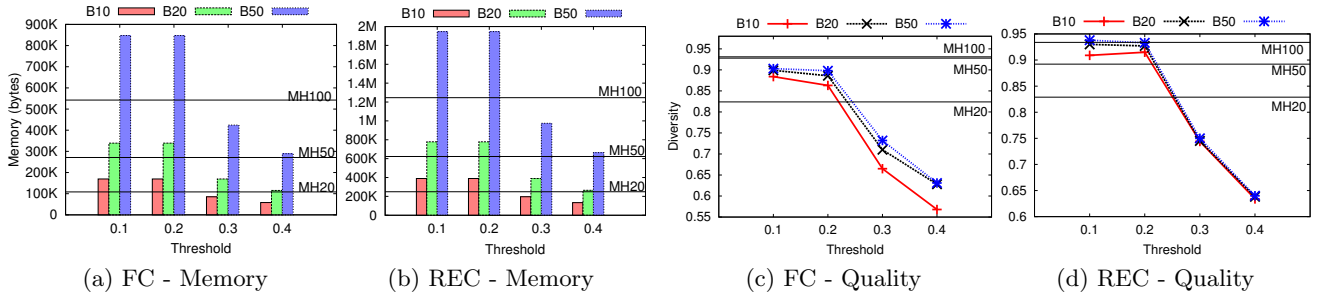 B10 B20 B50
900K
800K
700K
600K
500K
400K
300K
200K
100K
0
Memory (bytes)
MH100
MH50
MH20
0.1 0.2 0.3 0.4
Threshold
(a) FC - Memory
B10 B20 B50
2M
1.8M
1.6M
1.4M
1.2M
1M
800K
600K
400K
200K
0
MH100
MH50
MH20
0.1 0.2 0.3 0.4
Threshold
(b) REC - Memory
B10 B20 B50
0.95
0.9
0.85
0.8
0.75
0.7
0.65
0.6
0.55
Diversity
MH100
MH50
MH20
0.1 0.2 0.3 0.4
Threshold
(c) FC - Quality
B10 B20 B50
0.95
0.9
0.85
0.8
0.75
0.7
0.65
0.6
MH100
MH50
MH20
0.1 0.2 0.3 0.4
Threshold
(d) REC - Quality